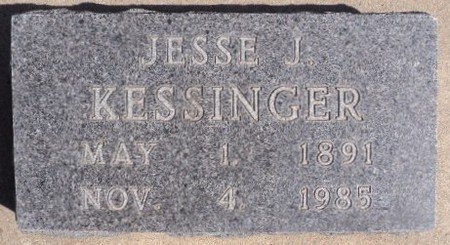 JESSE J.
KESSINGER
MAY 1. 1891
NOV. 4. 1985